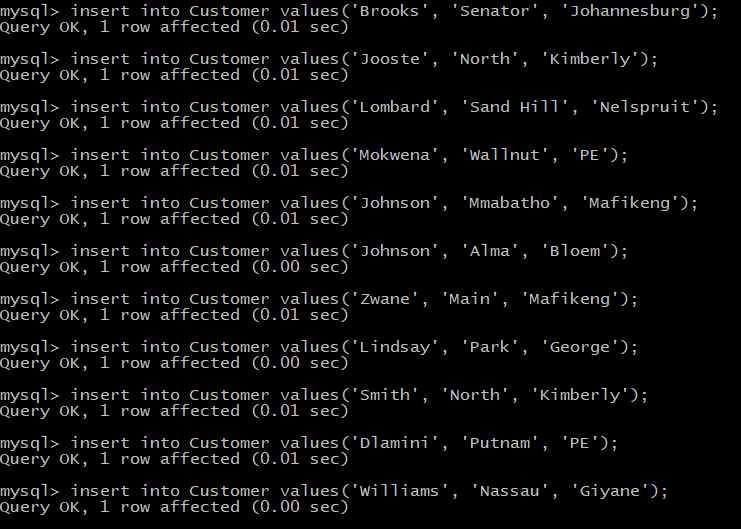 mysql> insert into Customer values('Brooks', 'Senator', 'Johannesburg');
Query OK, 1 row affected (0.01 sec)
mysql> insert into Customer values('Jooste', 'North', 'Kimberly');
Query OK, 1 row affected (0.01 sec)
mysql> insert into Customer values('Lombard', 'Sand Hill', 'Nelspruit');
Query OK, 1 row affected (0.01 sec)
mysql> insert into Customer values('Mokwena', 'Wallnut', 'PE');
Query OK, 1 row affected (0.01 sec)
mysql> insert into Customer values('Johnson', 'Mmabatho', 'Mafikeng');
Query OK, 1 row affected (0.01 sec)
mysql> insert into Customer values('Johnson', 'Alma', 'Bloem');
Query OK, 1 row affected (0.00 sec)
mysql> insert into Customer values('Zwane', 'Main', 'Mafikeng');
Query OK, 1 row affected (0.01 sec)
mysql> insert into Customer values('Lindsay', 'Park', 'George');
Query OK, 1 row affected (0.00 sec)
mysql> insert into Customer values('Smith', 'North', 'Kimberly');
Query OK, 1 row affected (0.01 sec)
mysql> insert into Customer values('Dlamini', 'Putnam', 'PE');
Query OK, 1 row affected (0.01 sec)
mysql> insert into Customer values('Williams', 'Nassau', 'Giyane');
Query OK, 1 row affected (0.00 sec)